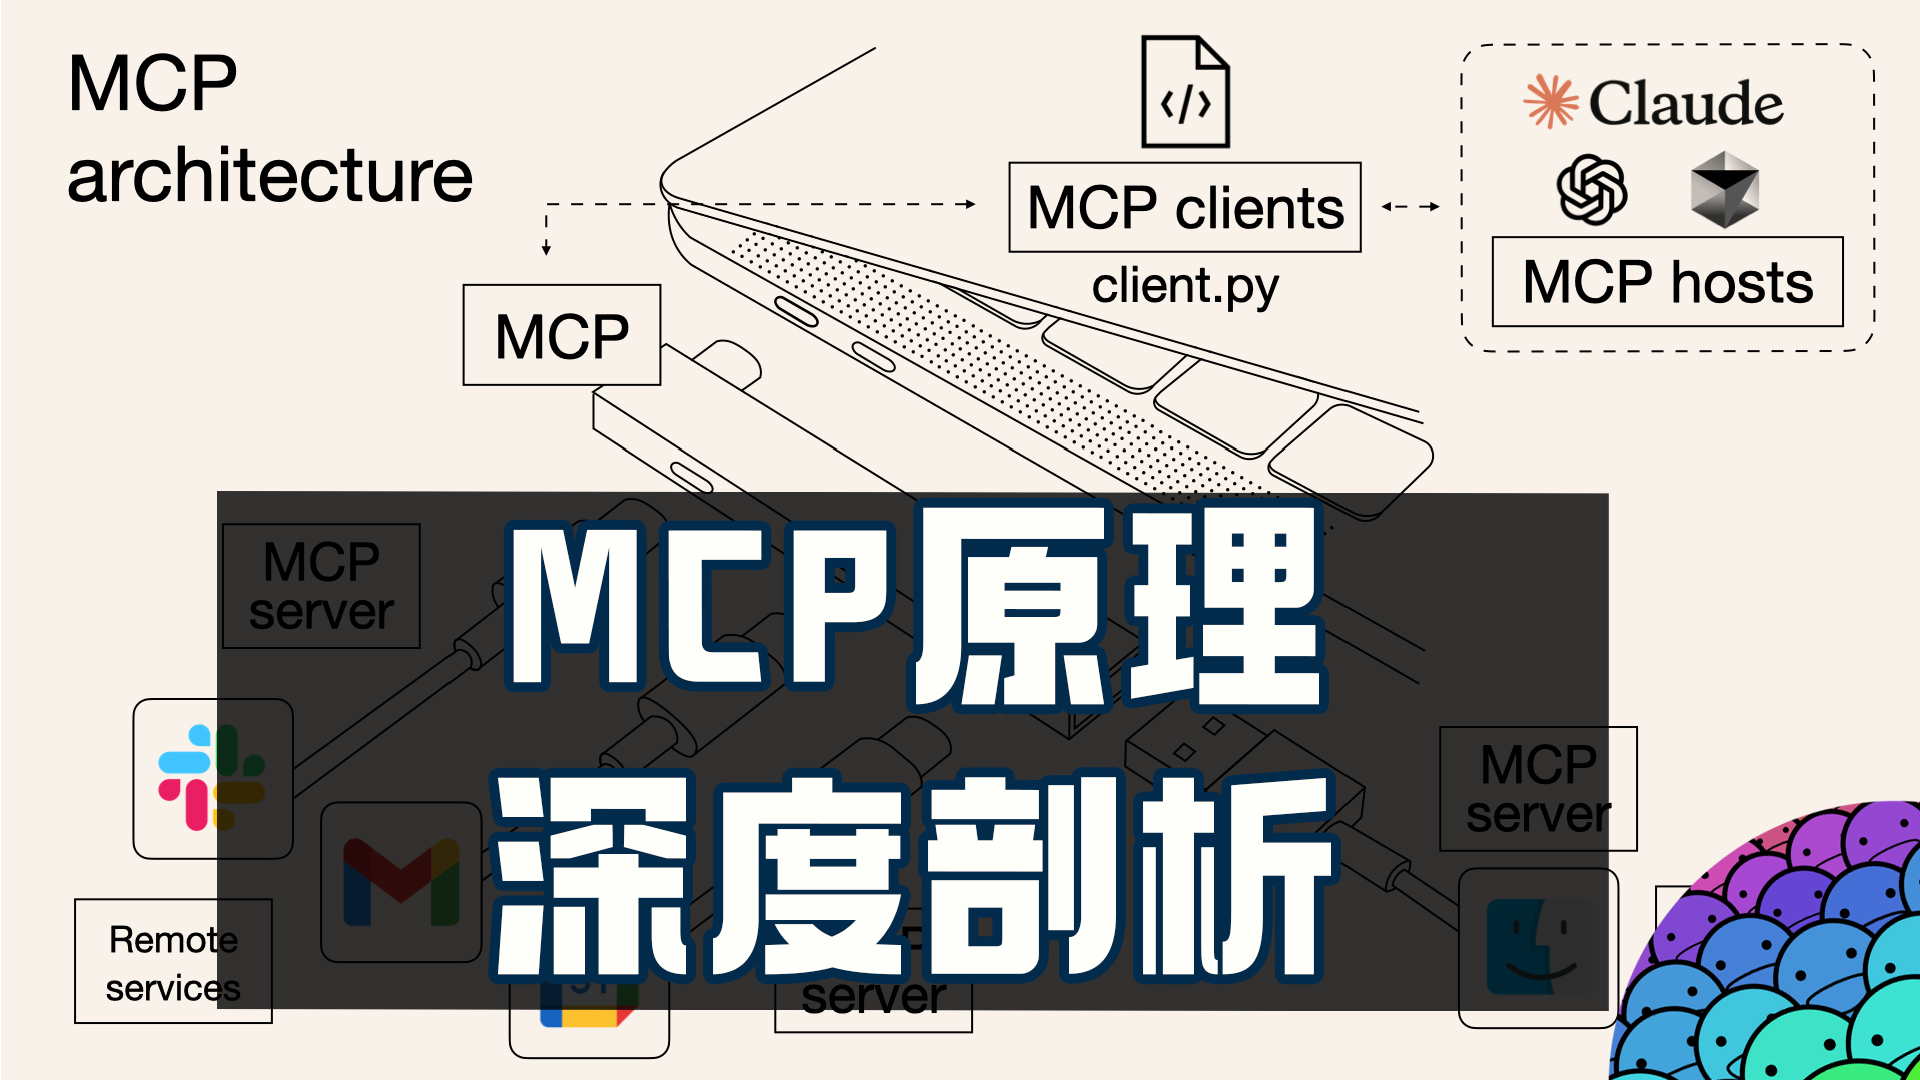 MCP
architecture
</>
MCP clients
client.py
Claude
MCP hosts
MCP
MCP
server
MCP原理
深度剖析
MCP
server
Remote
services
31
server